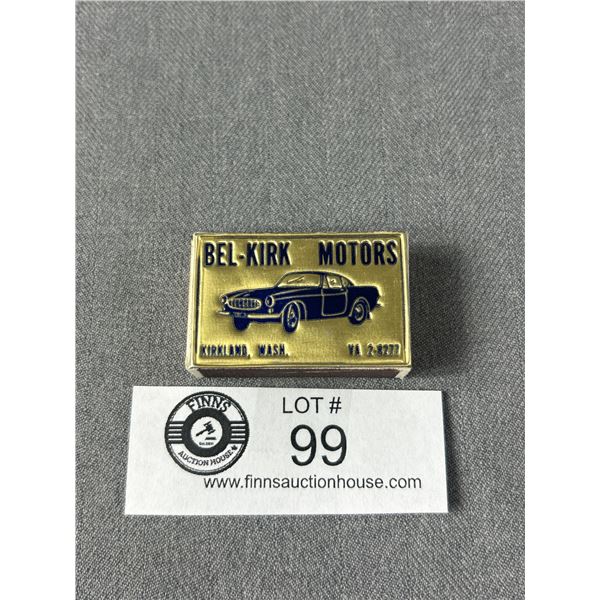 BEL-KIRK MOTORS
KIRKLAND, WASH. VA 2-8277
FINNS
AUCTION HOUSE
LOT #
99
www.finnsauctionhouse.com